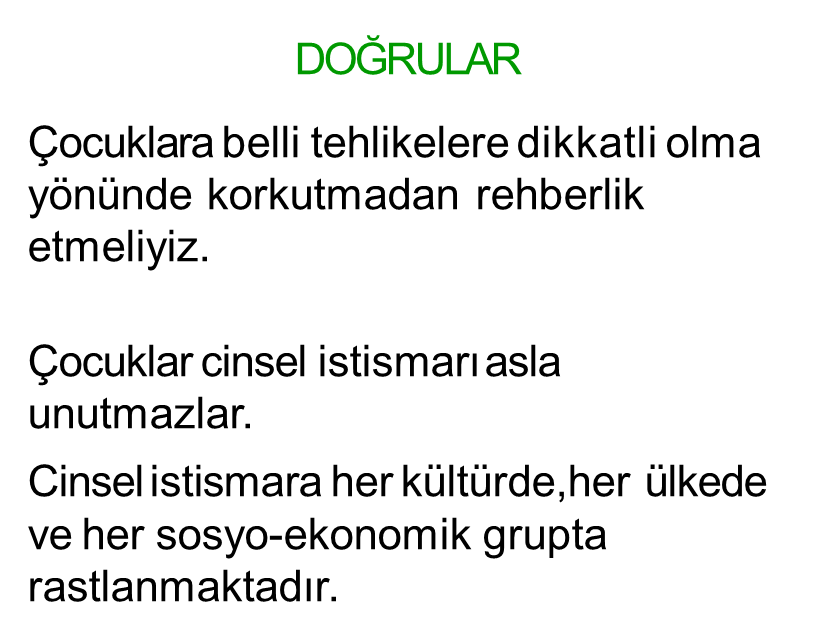 DOĞRULAR
Çocuklara belli tehlikelere dikkatli olma
yönünde korkutmadan rehberlik
etmeliyiz.
Çocuklar cinsel istismarı asla
unutmazlar.
Cinsel istismara her kültürde,her ülkede
ve her sosyo-ekonomik grupta
rastlanmaktadır.